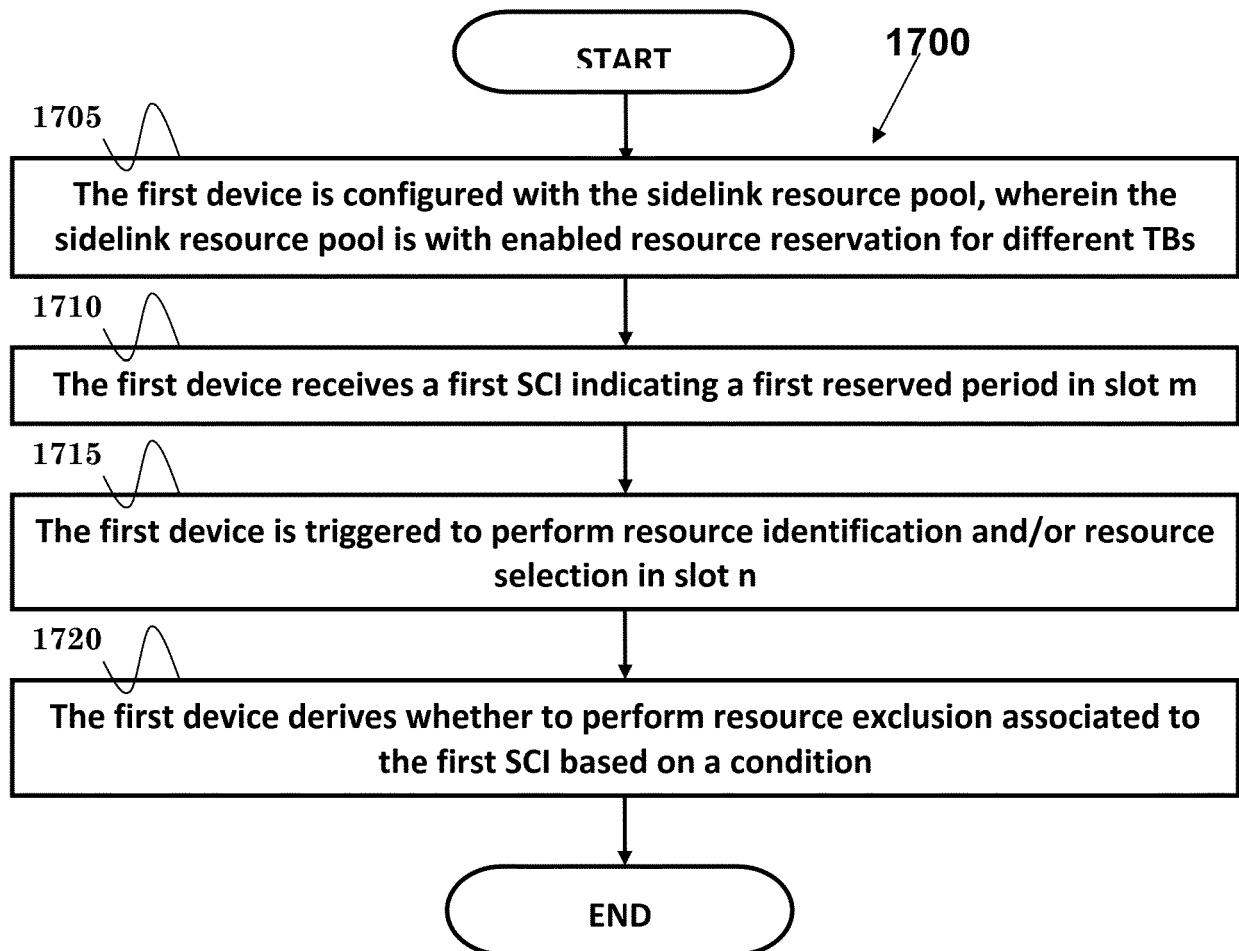 START
1700
1705
The first device is configured with the sidelink resource pool, wherein the
sidelink resource pool is with enabled resource reservation for different TBs
1710
The first device receives a first SCI indicating a first reserved period in slot m
1715
The first device is triggered to perform resource identification and/or resource
selection in slot n
1720
The first device derives whether to perform resource exclusion associated to
the first SCI based on a condition
END